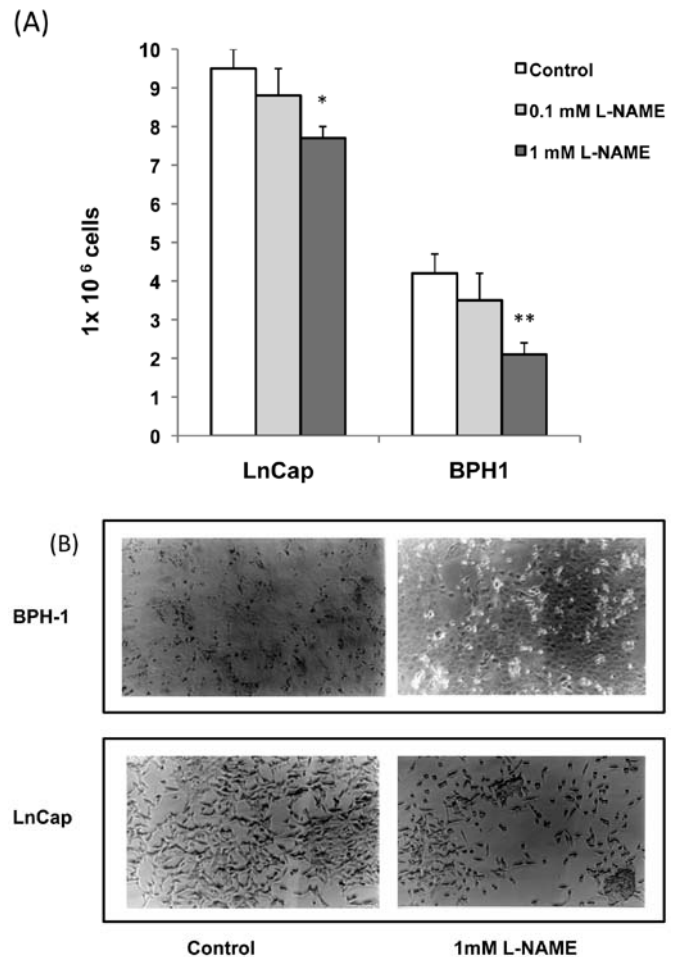 (A)
10
9
8
7
6
5
4
3
2
1
0
1x 10 6 cells
*
**
Control
0.1 mM L-NAME
1 mM L-NAME
LnCap
BPH1
(B)
BPH-1
LnCap
Control
1mM L-NAME